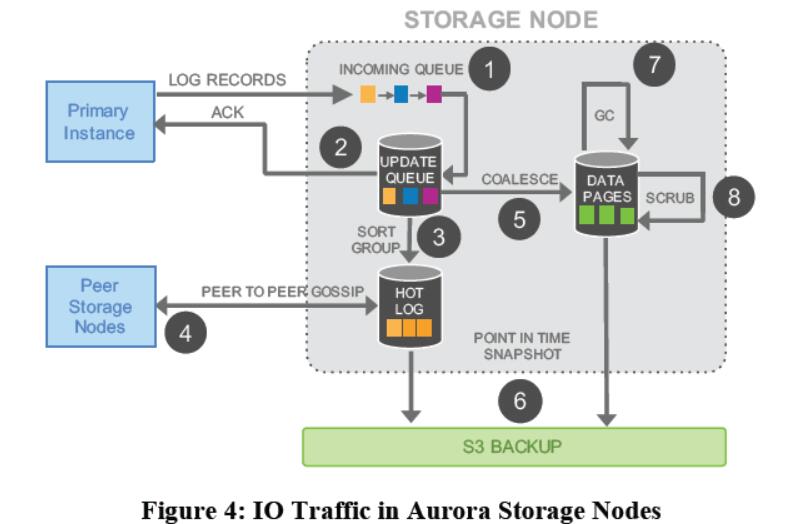 STORAGE NODE
LOG RECORDS
INCOMING QUEUE
1
7
Primary
Instance
ACK
GC
2
UPDATE
QUEUE
COALESCE
5
DATA
PAGES
SCRUB
8
SORT
GROUP
3
Peer
Storage
Nodes
PEER TO PEER GOSSIP
4
HOT
LOG
POINT IN TIME
SNAPSHOT
6
S3 BACKUP
Figure 4: IO Traffic in Aurora Storage Nodes